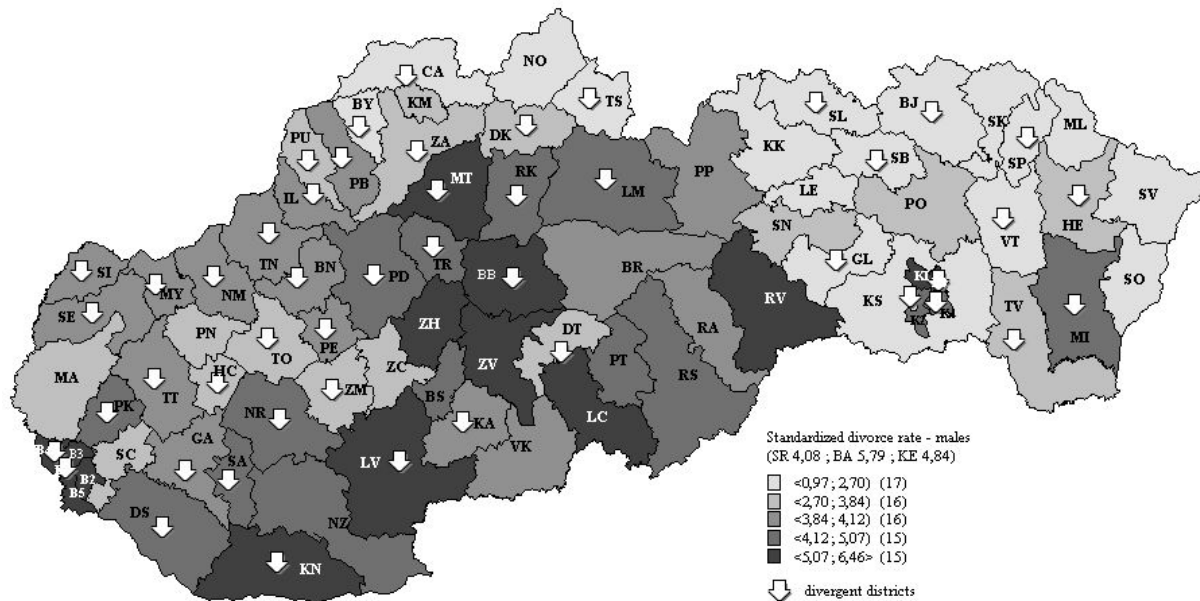 NO
CA
TS
BY
KM
SL
BJ
SK
ML
PU
ZA
DK
KK
SB
SP
PB
MT
RK
LM
PP
LE
PO
SV
IL
SN
HE
VT
TN
BN
PD
TR
BB
BR
GL
SI
MY
NM
RV
KS
K1
SO
SE
ZH
K4
TV
PN
PE
DT
RA
MI
TO
ZV
PT
MA
HC
ZC
RS
TT
ZM
BS
PK
NR
LC
GA
KA
VK
B3
SC
SA
LV
B2
B5
DS
NZ
KN
Standardized divorce rate - males
(SR 4,08 ; BA 5,79 ; KE 4,84)
<0,97 ; 2,70) (17)
<2,70 ; 3,84) (16)
<3,84 ; 4,12) (16)
<4,12 ; 5,07) (15)
<5,07 ; 6,46> (15)
divergent districts